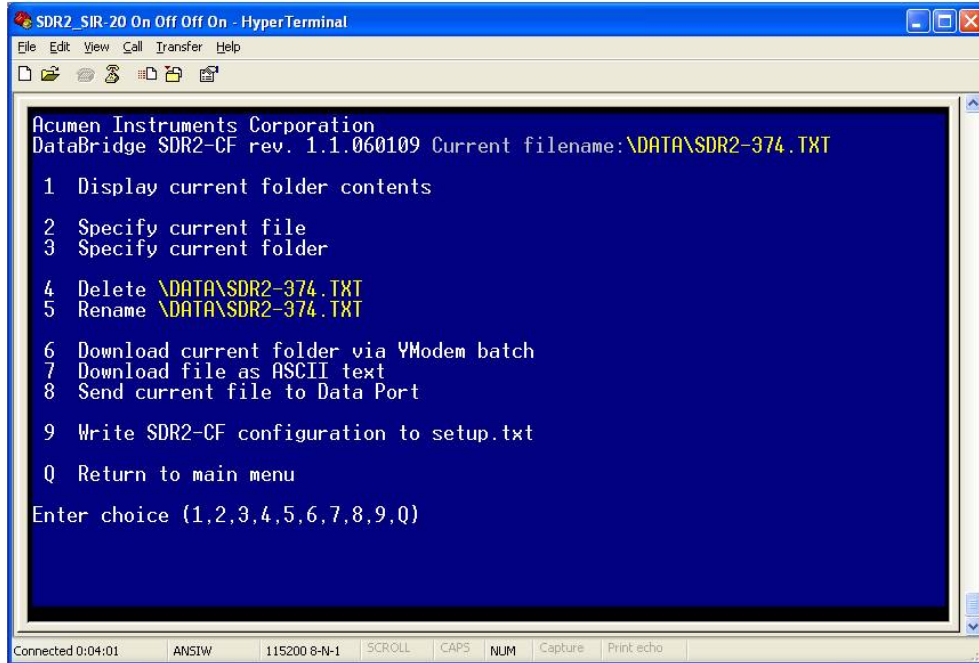 SDR2_SIR-20 On Off Off On - HyperTerminal
File Edit View Call Transfer Help
Acumen Instruments Corporation
DataBridge SDR2-CF rev. 1.1.060109 Current filename:\DATA\SDR2-374.TXT
1 Display current folder contents
2 Specify current file
3 Specify current folder
4 Delete \DATA\SDR2-374.TXT
5 Rename \DATA\SDR2-374.TXT
6 Download current folder via YModem batch
7 Download file as ASCII text
8 Send current file to Data Port
9 Write SDR2-CF configuration to setup.txt
Q Return to main menu
Enter choice (1,2,3,4,5,6,7,8,9,Q)
Connected 0:04:01 ANSIW 115200 8-N-1 SCROLL CAPS NUM Capture Print echo